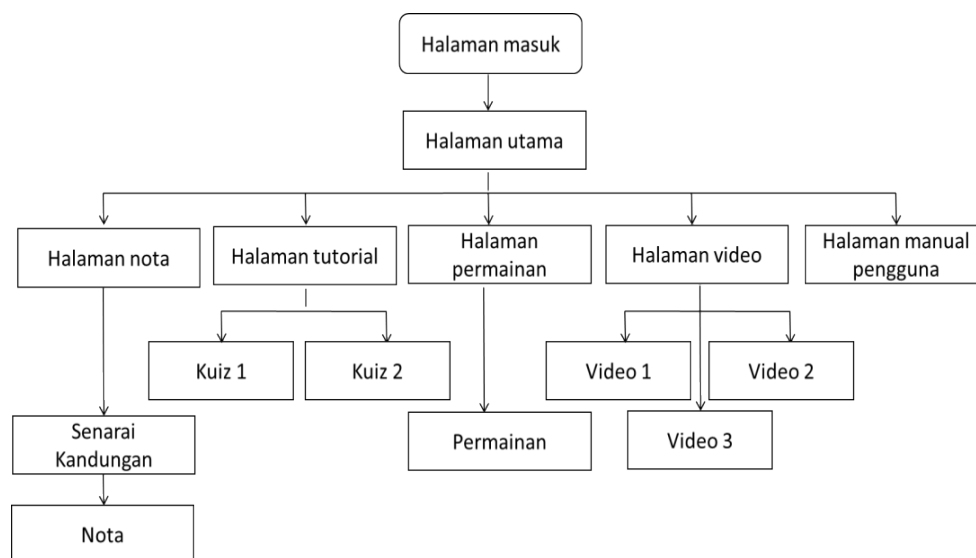 Halaman masuk
Halaman utama
Halaman nota
Halaman tutorial
Halaman
permainan
Halaman video
Halaman manual
pengguna
Kuiz 1
Kuiz 2
Video 1
Video 2
Senarai
Kandungan
Permainan
Video 3
Nota